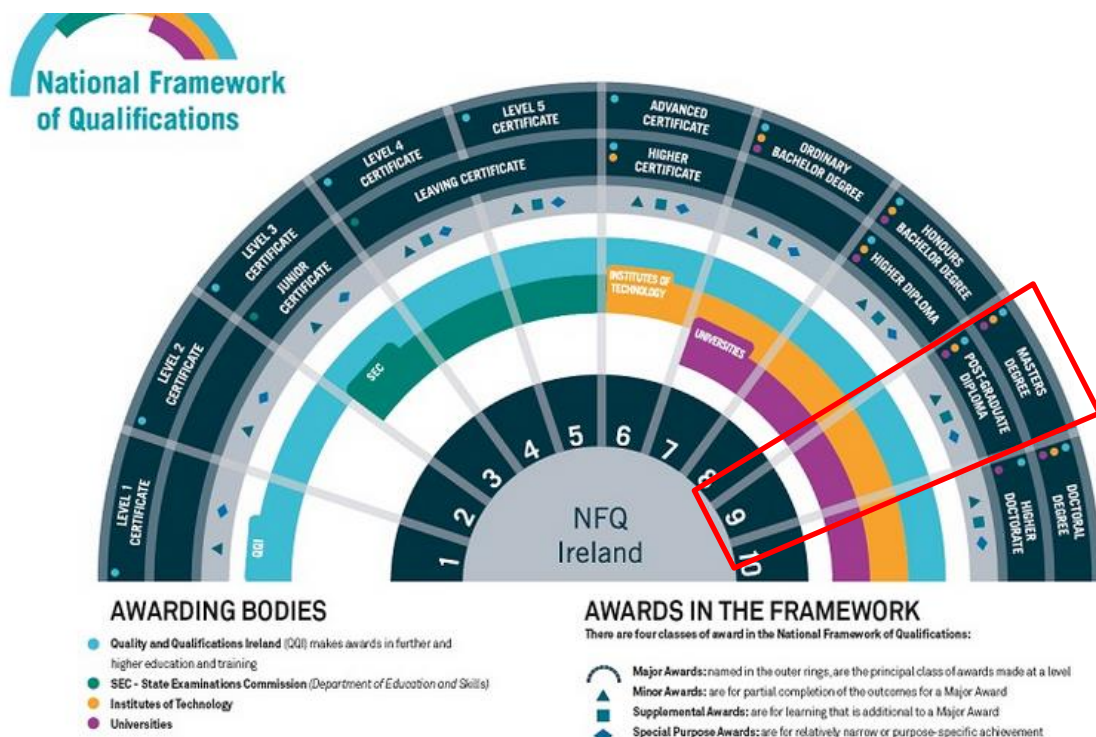 National Framework
of Qualifications
LEVEL 1
CERTIFICATE
LEVEL 2
CERTIFICATE
LEVEL 3
CERTIFICATE
JUNIOR
CERTIFICATE
LEVEL 4
CERTIFICATE
LEAVING CERTIFICATE
LEVEL 5
CERTIFICATE
ADVANCED
CERTIFICATE
HIGHER
CERTIFICATE
ORDINARY
BACHELOR DEGREE
HONOURS
BACHELOR DEGREE
HIGHER DIPLOMA
MASTERS
DEGREE
POST-GRADUATE
DIPLOMA
DOCTORAL
DEGREE
HIGHER
DOCTORATE
QQI
SEC
INSTITUTES OF
TECHNOLOGY
UNIVERSITIES
1
2
3
4
5
6
7
8
9
10
NFQ
Ireland
AWARDING BODIES
Quality and Qualifications Ireland (QQI) makes awards in further and
higher education and training
SEC - State Examinations Commission (Department of Education and Skills)
Institutes of Technology
Universities
AWARDS IN THE FRAMEWORK
There are four classes of award in the National Framework of Qualifications:
Major Awards: named in the outer rings, are the principal class of awards made at a level
Minor Awards: are for partial completion of the outcomes for a Major Award
Supplemental Awards: are for learning that is additional to a Major Award
Special Purpose Awards: are for relatively narrow or purpose-specific achievement